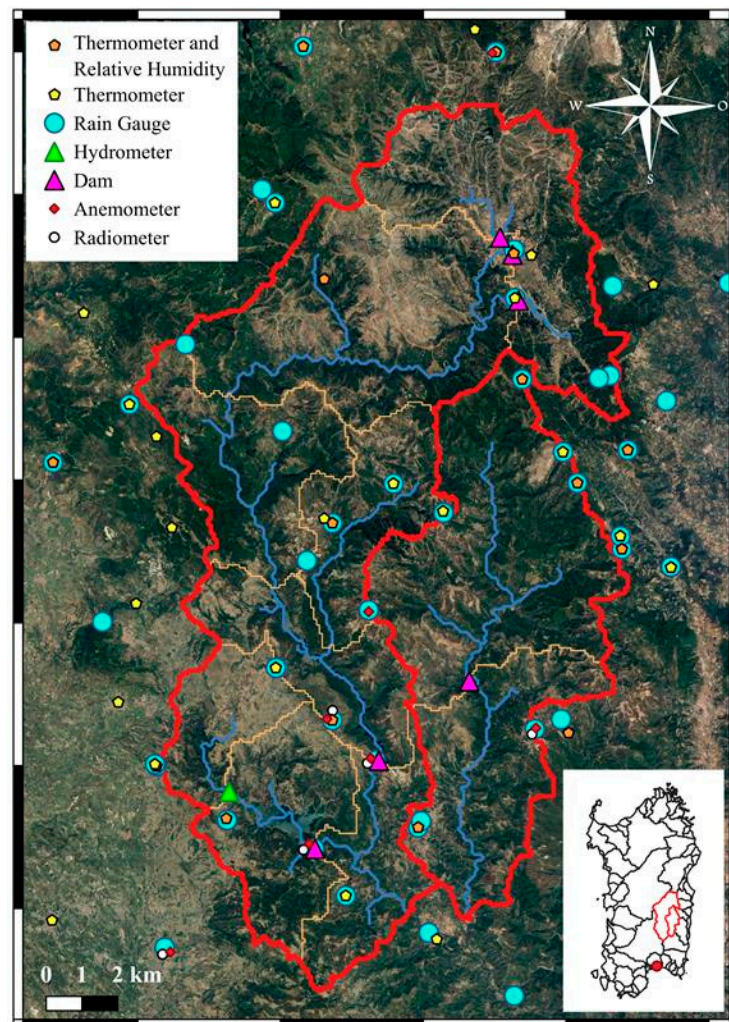 Thermometer and
Relative Humidity
Thermometer
Rain Gauge
Hydrometer
Dam
Anemometer
Radiometer
N
W
O
S
0 1 2 km